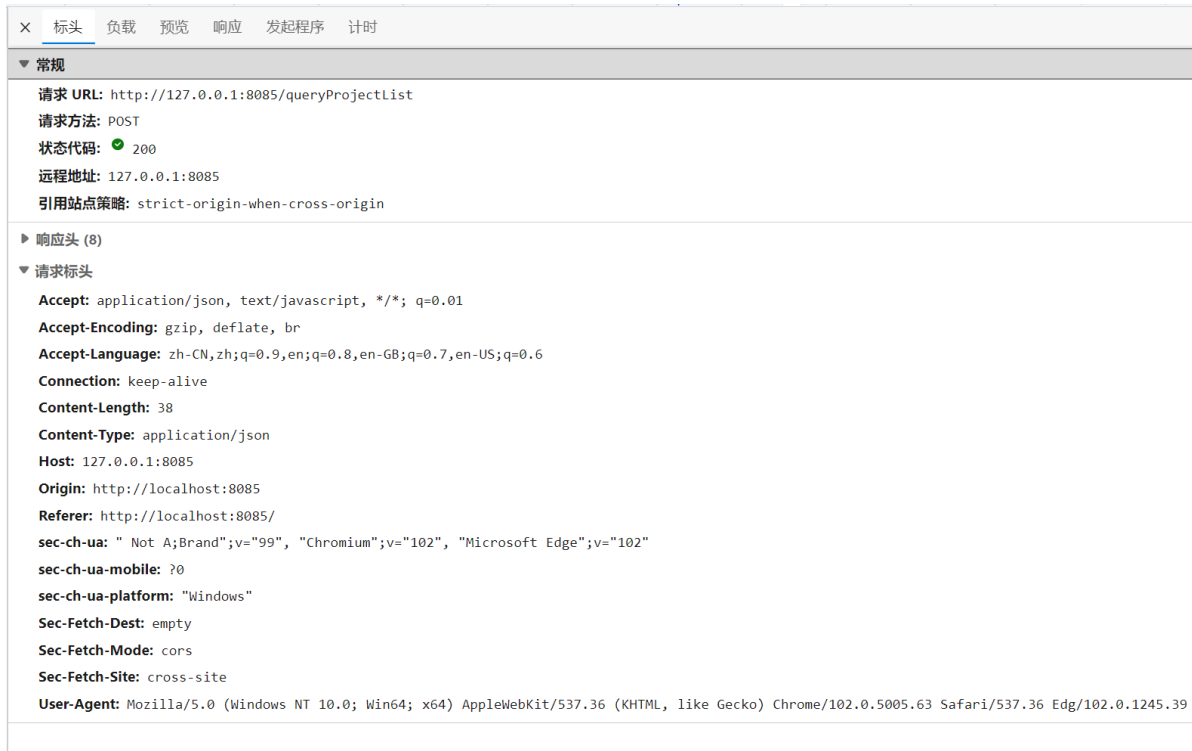 × 标头 负载 预览 响应 发起程序 计时
▼ 常规
请求 URL: http://127.0.0.1:8085/queryProjectList
请求方法: POST
状态代码: 200
远程地址: 127.0.0.1:8085
引用站点策略: strict-origin-when-cross-origin
▶ 响应头 (8)
▼ 请求标头
Accept: application/json, text/javascript, */*; q=0.01
Accept-Encoding: gzip, deflate, br
Accept-Language: zh-CN,zh;q=0.9,en;q=0.8,en-GB;q=0.7,en-US;q=0.6
Connection: keep-alive
Content-Length: 38
Content-Type: application/json
Host: 127.0.0.1:8085
Origin: http://localhost:8085
Referer: http://localhost:8085/
sec-ch-ua: " Not A;Brand";v="99", "Chromium";v="102", "Microsoft Edge";v="102"
sec-ch-ua-mobile: ?0
sec-ch-ua-platform: "Windows"
Sec-Fetch-Dest: empty
Sec-Fetch-Mode: cors
Sec-Fetch-Site: cross-site
User-Agent: Mozilla/5.0 (Windows NT 10.0; Win64; x64) AppleWebKit/537.36 (KHTML, like Gecko) Chrome/102.0.5005.63 Safari/537.36 Edg/102.0.1245.39